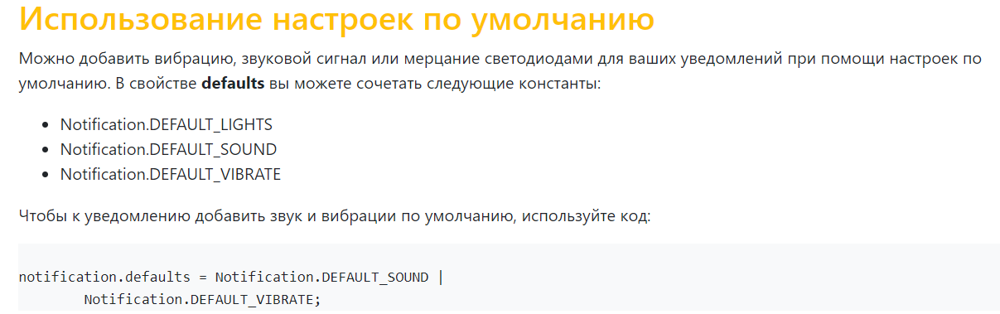 Использование настроек по умолчанию
Можно добавить вибрацию, звуковой сигнал или мерцание светодиодами для ваших уведомлений при помощи настроек по
умолчанию. В свойстве defaults вы можете сочетать следующие константы:
• Notification.DEFAULT_LIGHTS
• Notification.DEFAULT_SOUND
• Notification.DEFAULT_VIBRATE
Чтобы к уведомлению добавить звук и вибрации по умолчанию, используйте код:
notification.defaults = Notification.DEFAULT_SOUND |
Notification.DEFAULT_VIBRATE;